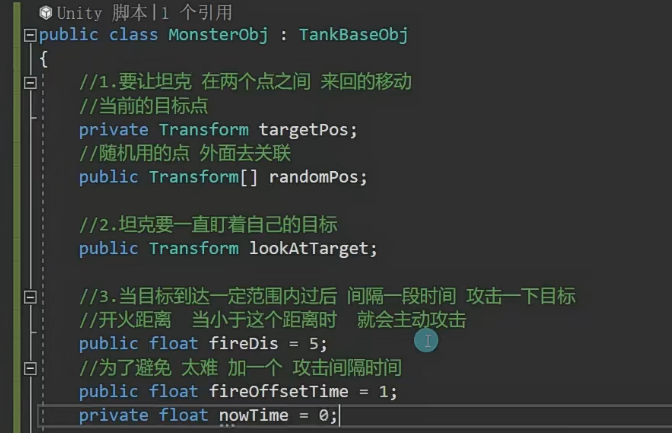 Unity 脚本|1 个引用
public class MonsterObj : TankBaseObj
{
//1.要让坦克 在两个点之间 来回的移动
//当前的目标点
private Transform targetPos;
//随机用的点 外面去关联
public Transform[] randomPos;
//2.坦克要一直盯着自己的目标
public Transform lookAtTarget;
//3.当目标到达一定范围内过后 间隔一段时间 攻击一下目标
//开火距离 当小于这个距离时 就会主动攻击
public float fireDis = 5;
//为了避免 太难 加一个 攻击间隔时间
public float fireOffsetTime = 1;
private float nowTime = 0;